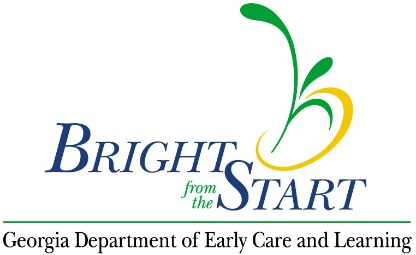 BRIGHT
from
the START
Georgia Department of Early Care and Learning